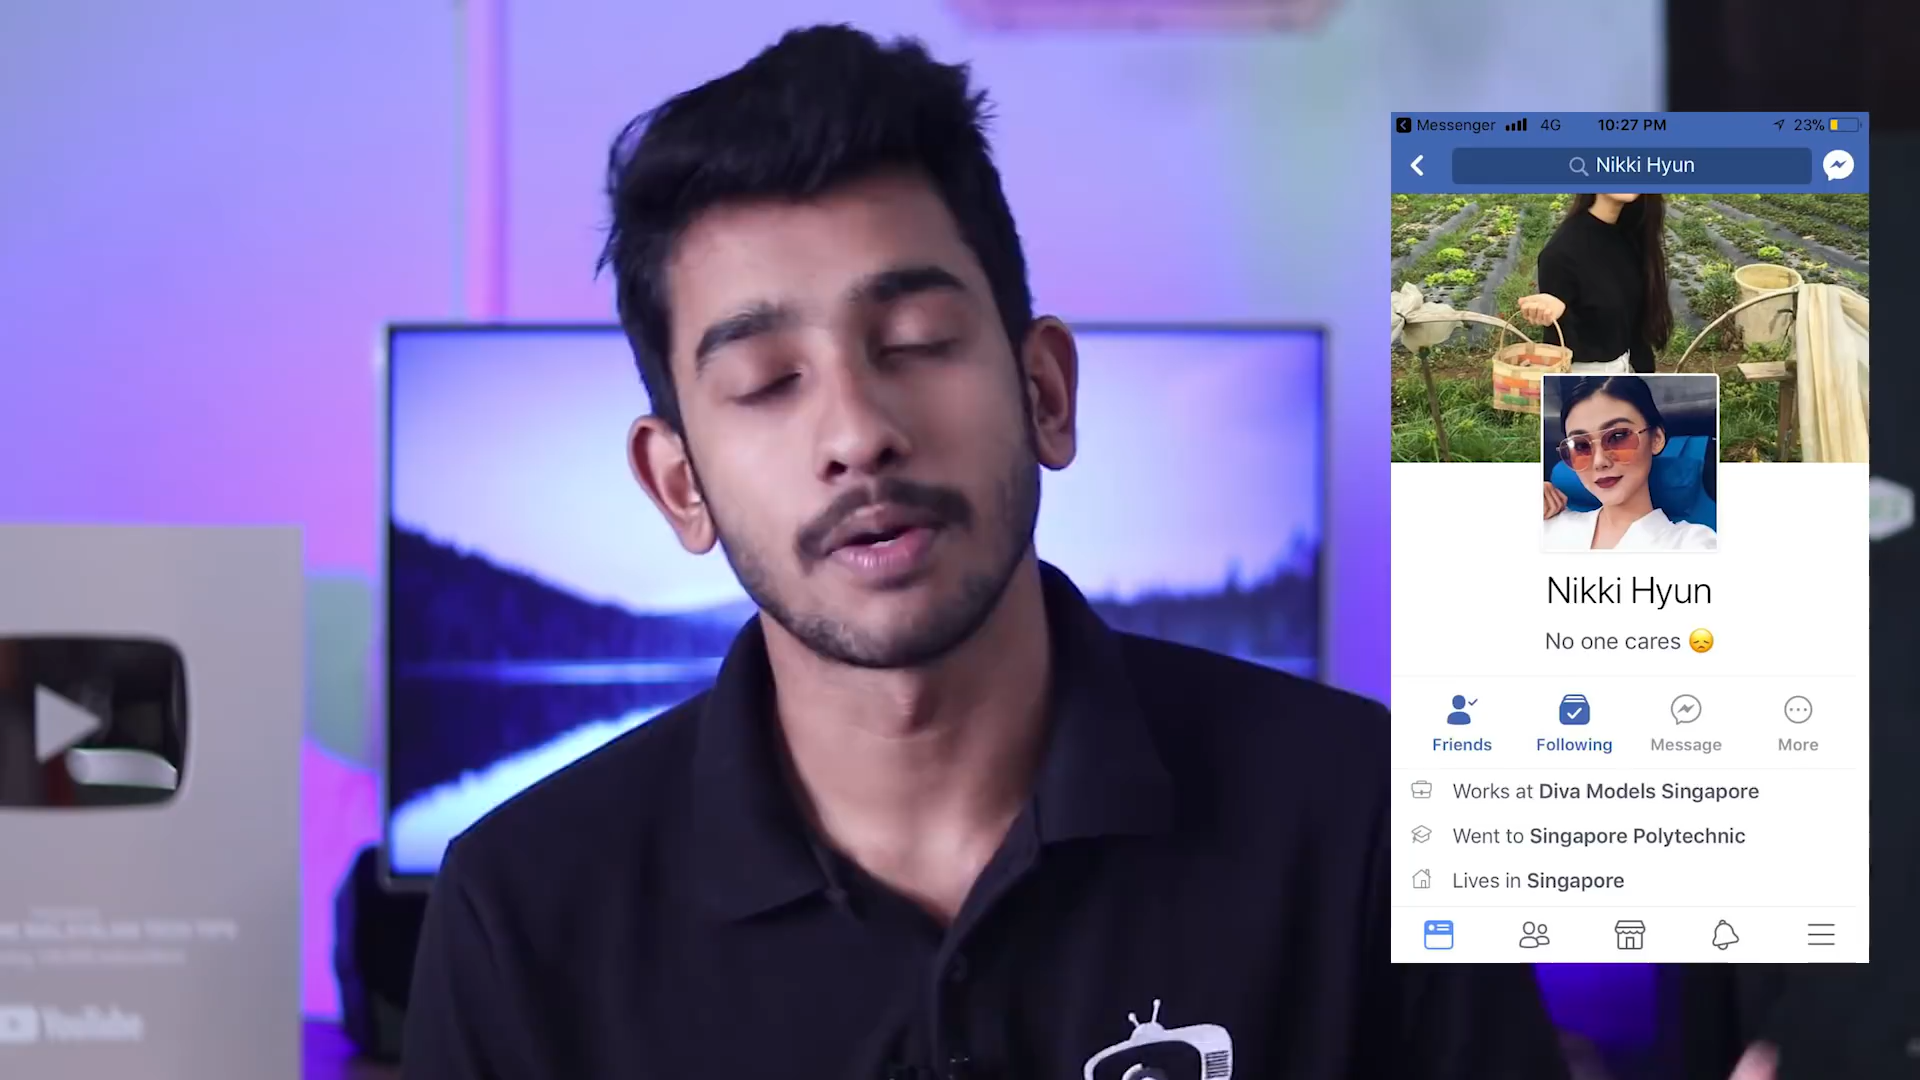 Messenger 4G 10:27 PM 23%
Nikki Hyun
Nikki Hyun
No one cares 😞
Friends Following Message More
Works at Diva Models Singapore
Went to Singapore Polytechnic
Lives in Singapore
YouTube